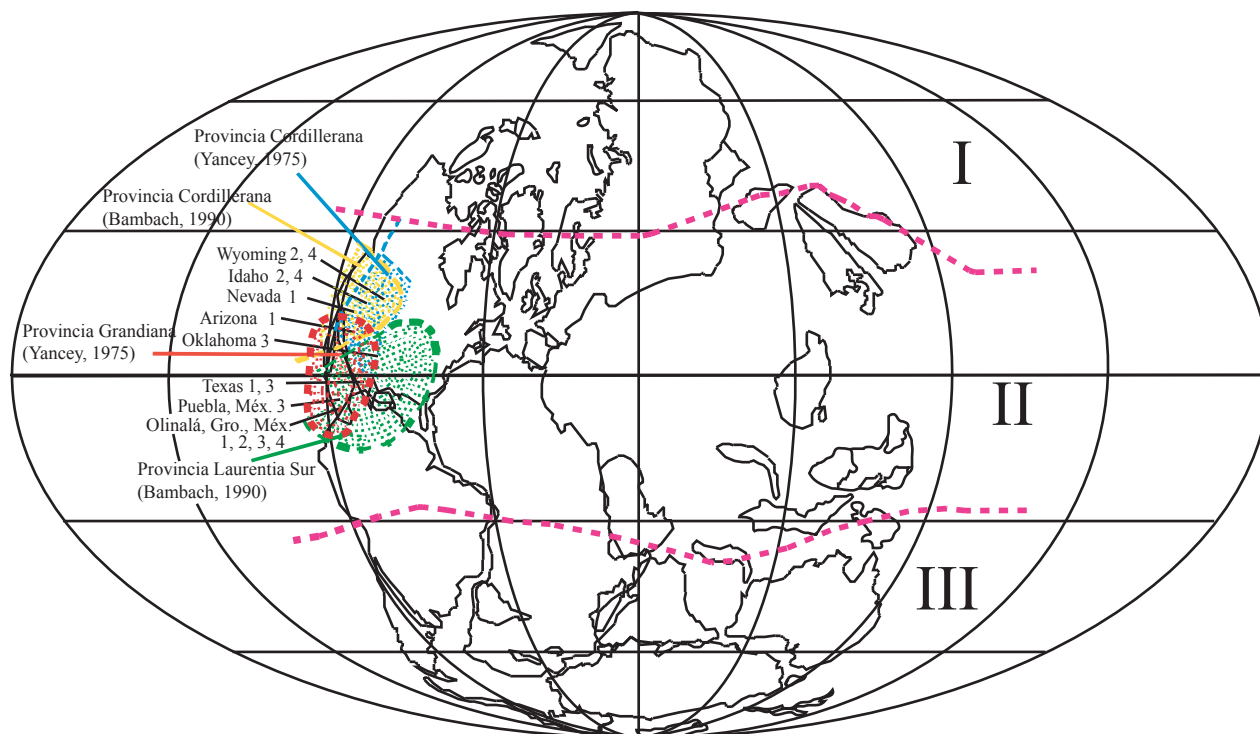 Provincia Cordillerana
(Yancey, 1975)
I
Provincia Cordillerana
(Bambach, 1990)
Wyoming 2, 4
Idaho 2, 4
Nevada 1
Arizona 1
Provincia Grandiana
Oklahoma 3
(Yancey, 1975)
Texas 1, 3
II
Puebla, Méx. 3
Olinalá, Gro., Méx.
1, 2, 3, 4
Provincia Laurentia Sur
(Bambach, 1990)
III